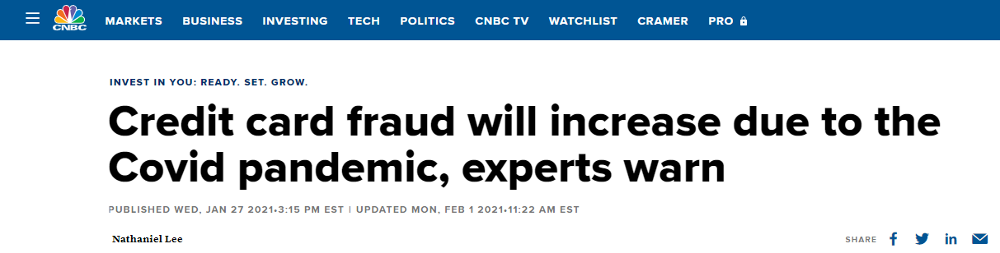 CNBC MARKETS BUSINESS INVESTING TECH POLITICS CNBC TV WATCHLIST CRAMER PRO
INVEST IN YOU: READY. SET. GROW.
Credit card fraud will increase due to the
Covid pandemic, experts warn
PUBLISHED WED, JAN 27 2021•3:15 PM EST | UPDATED MON, FEB 1 2021•11:22 AM EST
Nathaniel Lee
SHARE